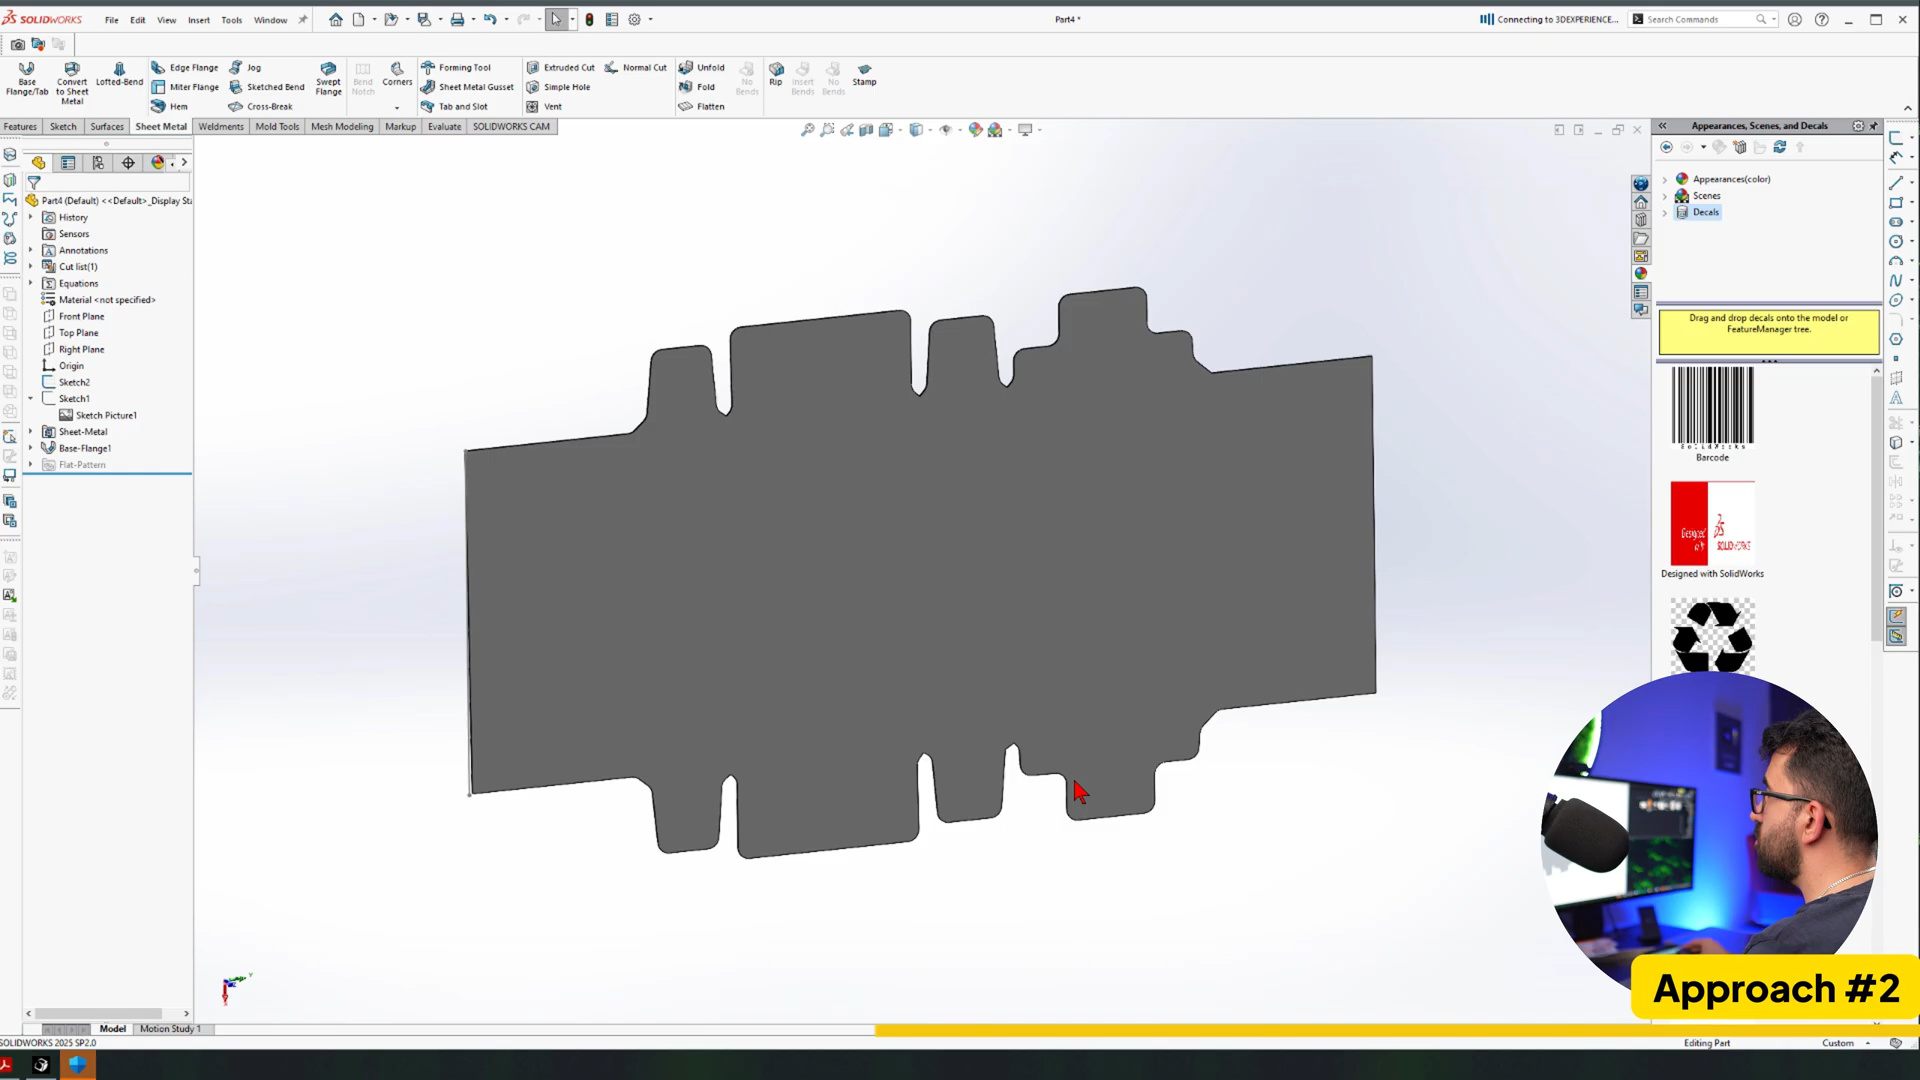 SOLIDWORKS
File
Edit
View
Insert
Tools
Window
Part4 *
Connecting to 3DEXPERIENCE...
Search Commands
Base Flange/Tab
Convert to Sheet Metal
Lofted-Bend
Edge Flange
Miter Flange
Hem
Jog
Sketched Bend
Cross-Break
Swept Flange
Bend Notch
Corners
Forming Tool
Sheet Metal Gusset
Tab and Slot
Extruded Cut
Simple Hole
Vent
Normal Cut
Unfold
Fold
Flatten
No Bends
Rip
Insert Bends
No Bends
Stamp
Features
Sketch
Surfaces
Sheet Metal
Weldments
Mold Tools
Mesh Modeling
Markup
Evaluate
SOLIDWORKS CAM
Part4 (Default) <<Default>_Display Sta
History
Sensors
Annotations
Cut list(1)
Equations
Material <not specified>
Front Plane
Top Plane
Right Plane
Origin
Sketch2
Sketch1
Sketch Picture1
Sheet-Metal
Base-Flange1
Flat-Pattern
Appearances, Scenes, and Decals
Appearances(color)
Scenes
Decals
Drag and drop decals onto the model or
FeatureManager tree.
SolidWorks
Barcode
Designed
SOLIDWORKS
Designed with SolidWorks
Approach #2
Model
Motion Study 1
SOLIDWORKS 2025 SP2.0
Editing Part
Custom